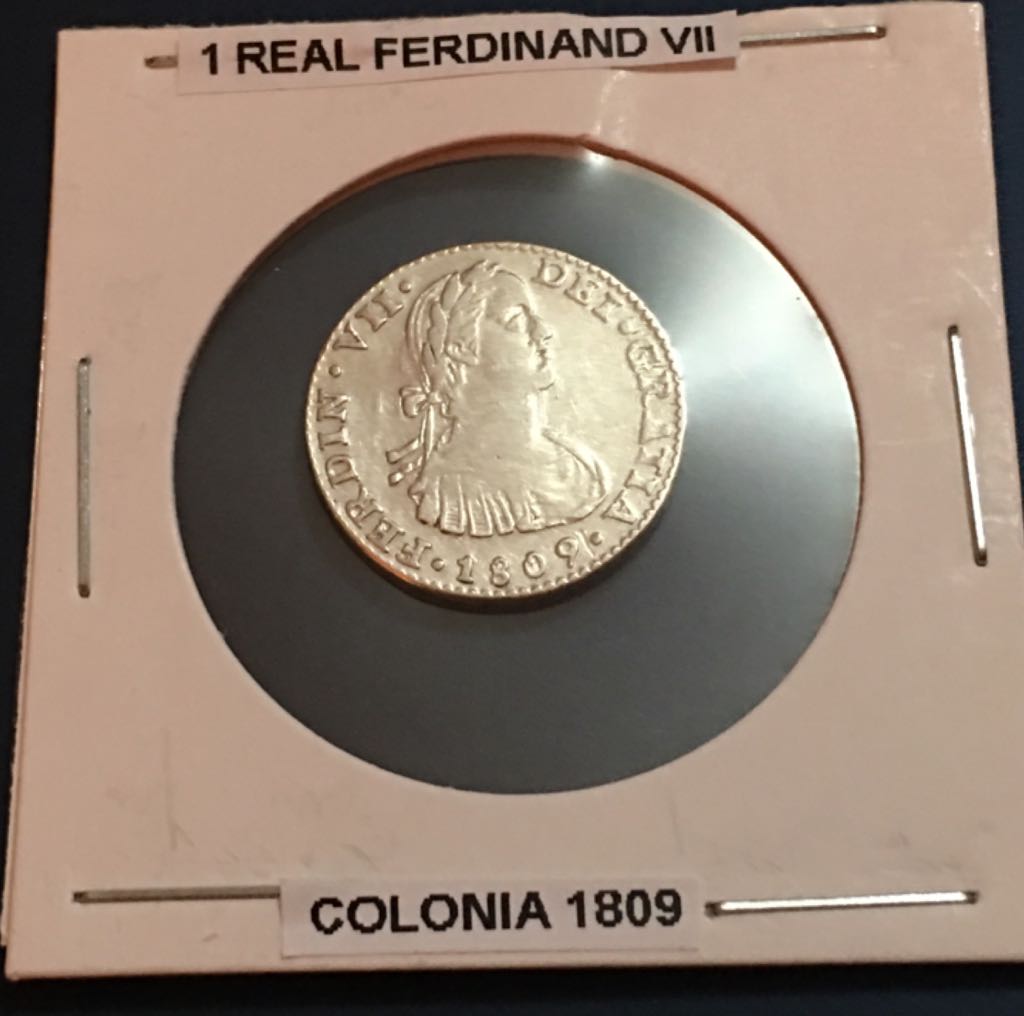 1 REAL FERDINAND VII
FERDIN · VII · DEI · GRATIA ·
· 1809 ·
COLONIA 1809